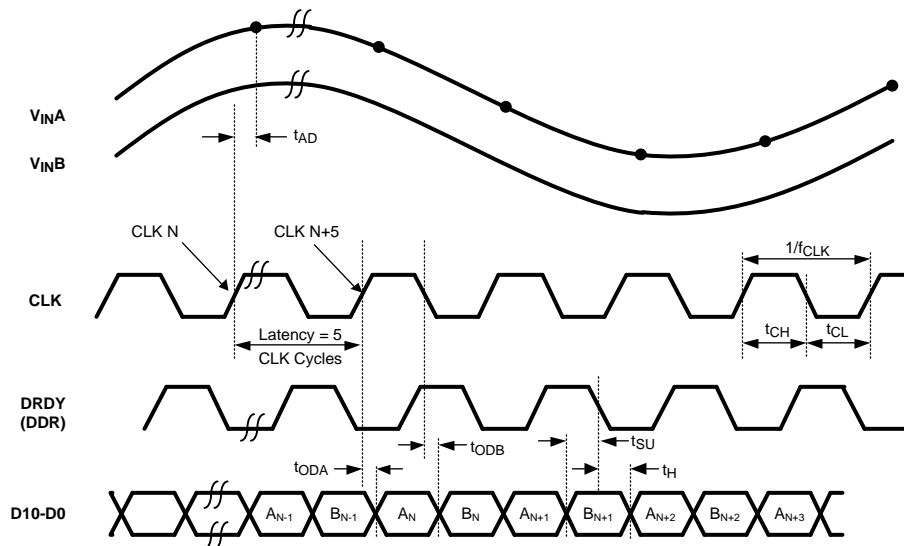 VINA
tAD
VINB
CLK N
CLK N+5
1/fCLK
CLK
Latency = 5
CLK Cycles
tCH
tCL
DRDY
(DDR)
tODB
tSU
tODA
tH
D10-D0
AN-1
BN-1
AN
BN
AN+1
BN+1
AN+2
BN+2
AN+3